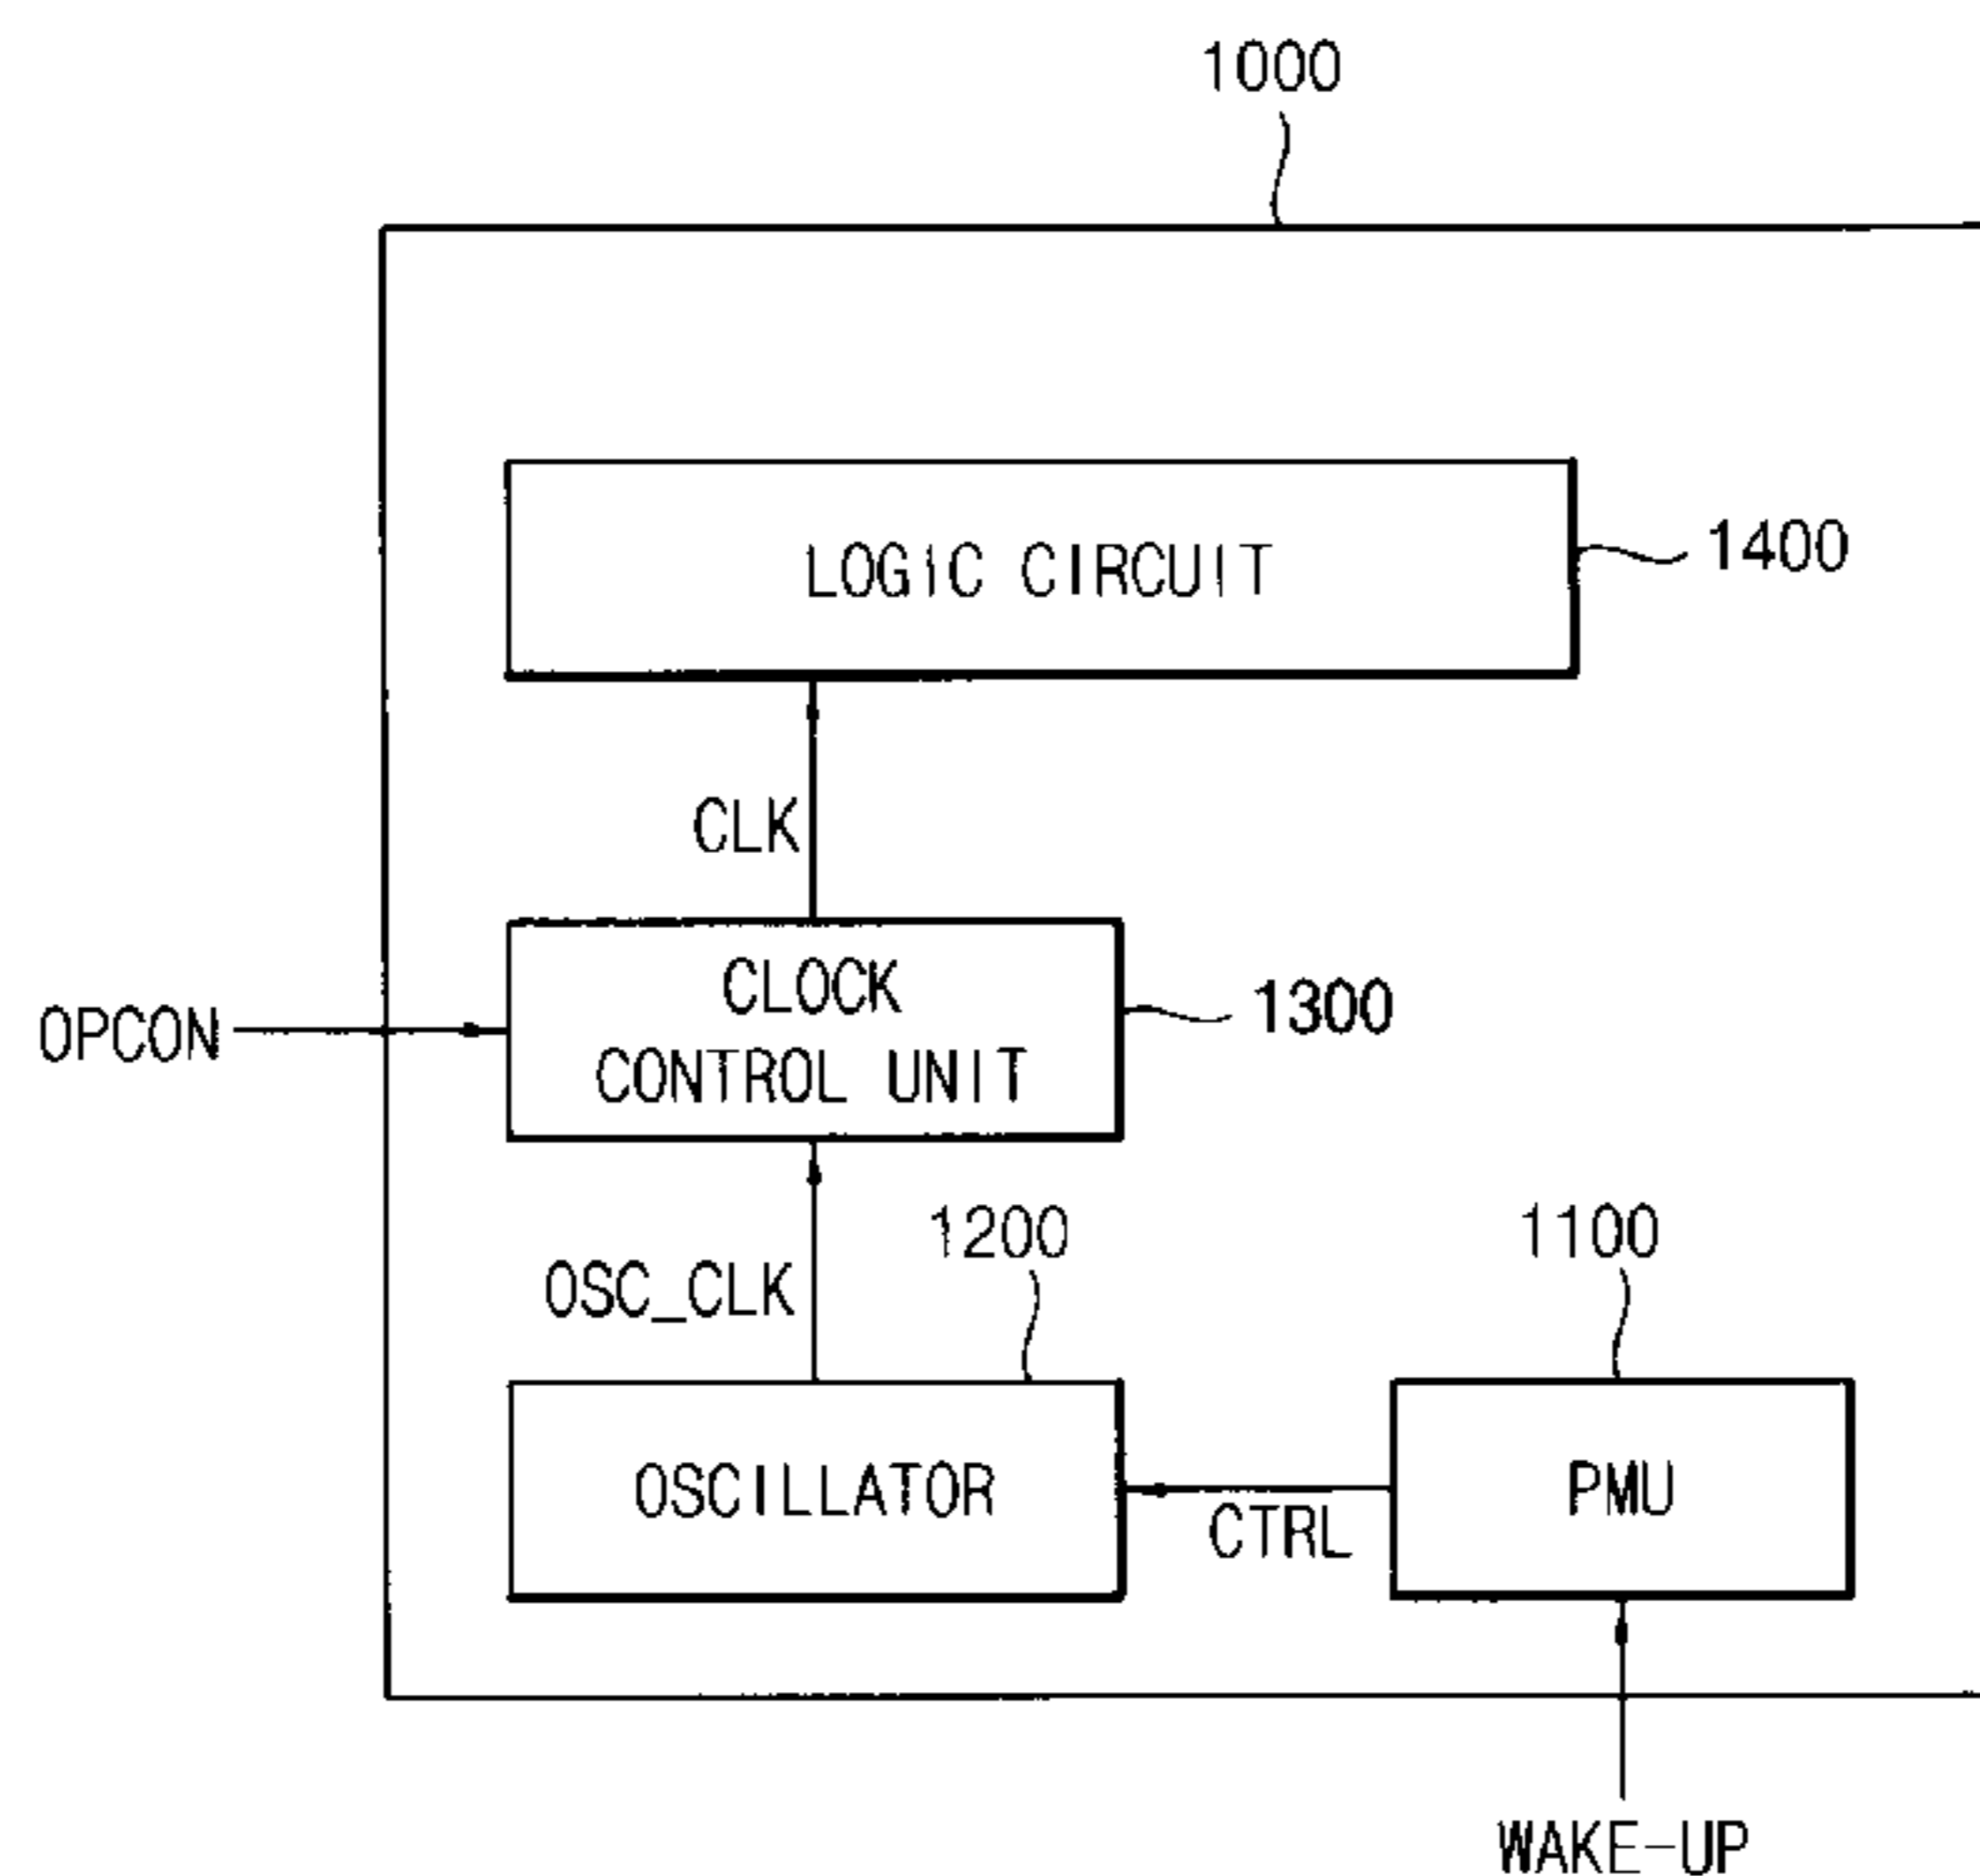 1000
LOGIC CIRCUIT
1400
CLK
CLOCK
CONTROL UNIT
1300
OPCON
OSC_CLK
1200
1100
OSCILLATOR
CTRL
PMU
WAKE-UP